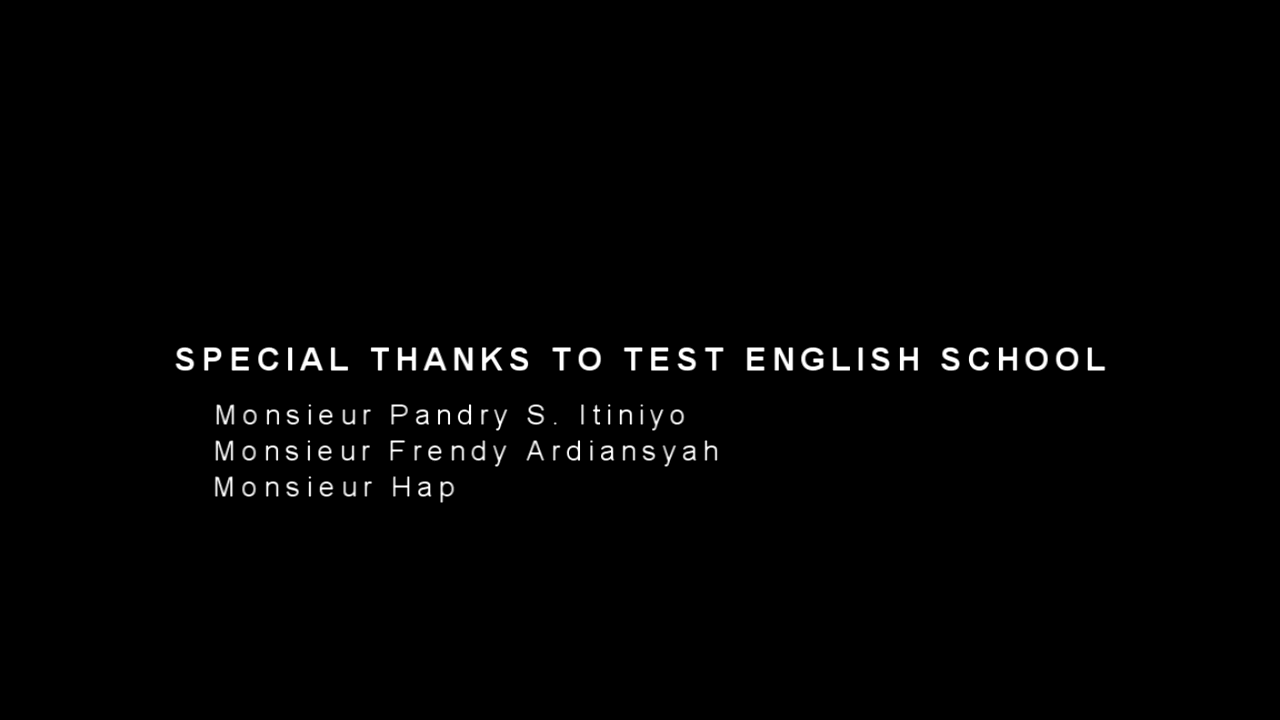 SPECIAL THANKS TO TEST ENGLISH SCHOOL
Monsieur Pandry S. Itiniyo
Monsieur Frendy Ardiansyah
Monsieur Hap